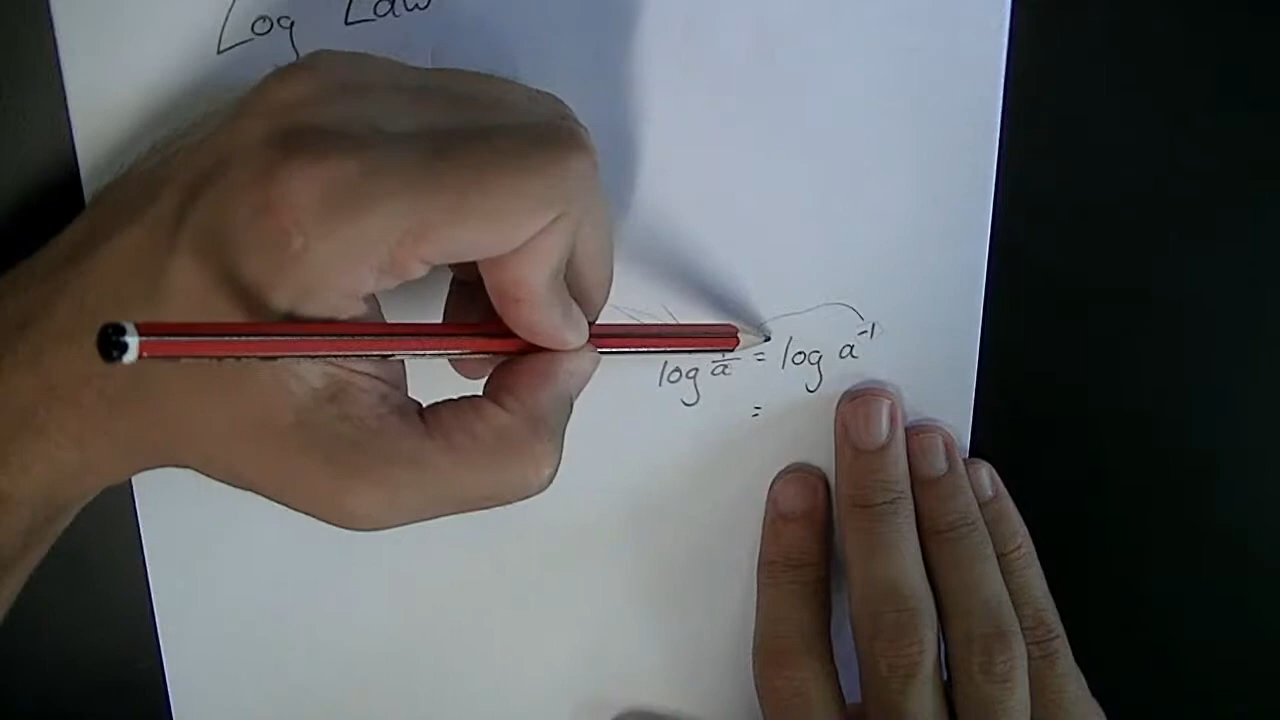 Log Law
log 1/a = log a⁻¹
=